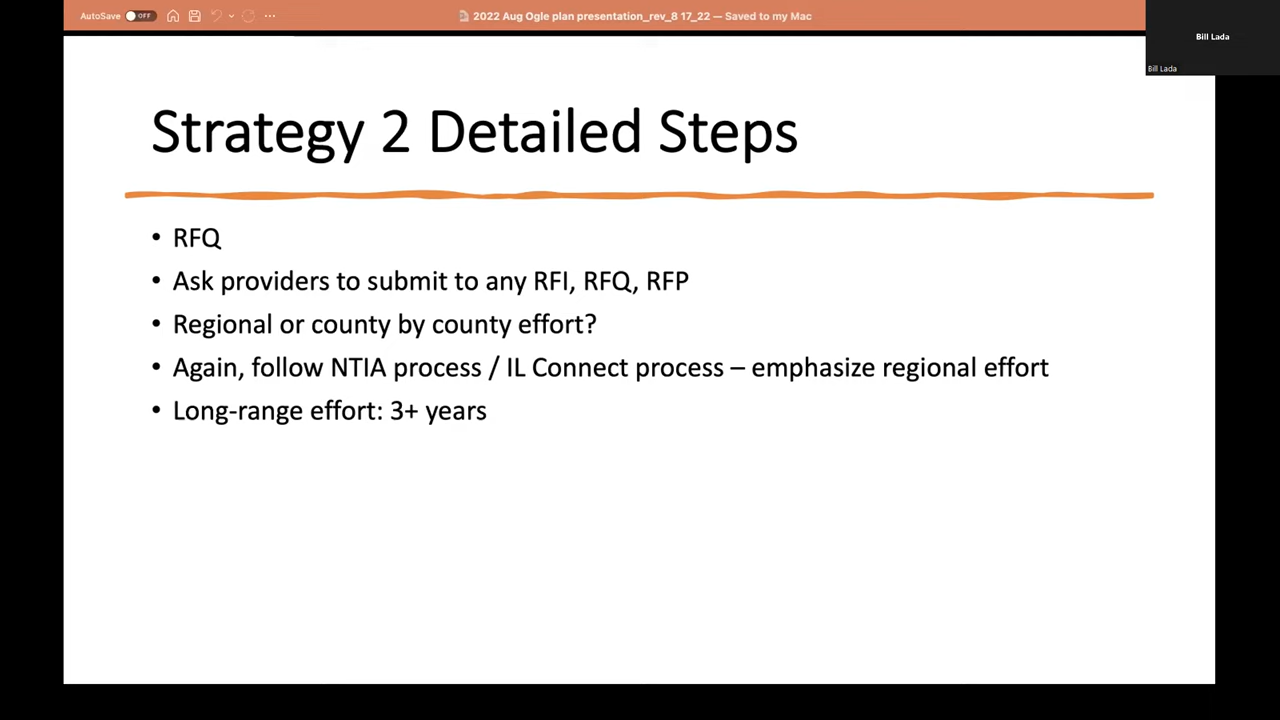 AutoSave OFF
2022 Aug Ogle plan presentation_rev_8 17_22 — Saved to my Mac
Bill Lada
Bill Lada
Strategy 2 Detailed Steps
• RFQ
• Ask providers to submit to any RFI, RFQ, RFP
• Regional or county by county effort?
• Again, follow NTIA process / IL Connect process – emphasize regional effort
• Long-range effort: 3+ years